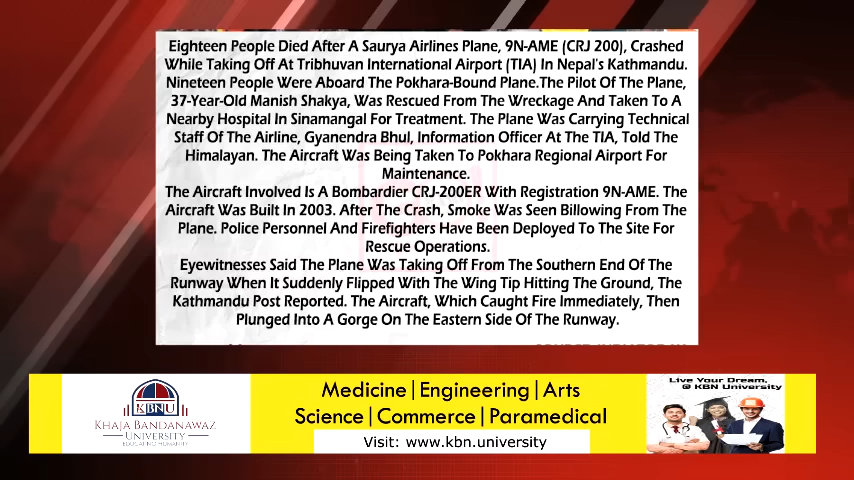 Eighteen People Died After A Saurya Airlines Plane, 9N-AME (CRJ 200), Crashed
While Taking Off At Tribhuvan International Airport (TIA) In Nepal's Kathmandu.
Nineteen People Were Aboard The Pokhara-Bound Plane.The Pilot Of The Plane,
37-Year-Old Manish Shakya, Was Rescued From The Wreckage And Taken To A
Nearby Hospital In Sinamangal For Treatment. The Plane Was Carrying Technical
Staff Of The Airline, Gyanendra Bhul, Information Officer At The TIA, Told The
Himalayan. The Aircraft Was Being Taken To Pokhara Regional Airport For
Maintenance.
The Aircraft Involved Is A Bombardier CRJ-200ER With Registration 9N-AME. The
Aircraft Was Built In 2003. After The Crash, Smoke Was Seen Billowing From The
Plane. Police Personnel And Firefighters Have Been Deployed To The Site For
Rescue Operations.
Eyewitnesses Said The Plane Was Taking Off From The Southern End Of The
Runway When It Suddenly Flipped With The Wing Tip Hitting The Ground, The
Kathmandu Post Reported. The Aircraft, Which Caught Fire Immediately, Then
Plunged Into A Gorge On The Eastern Side Of The Runway.
KBNU
KHAJA BANDANAWAZ
UNIVERSITY
EDUCATING HUMANITY
Medicine|Engineering|Arts
Science|Commerce|Paramedical
Visit: www.kbn.university
Live Your Dream,
@ KBN University